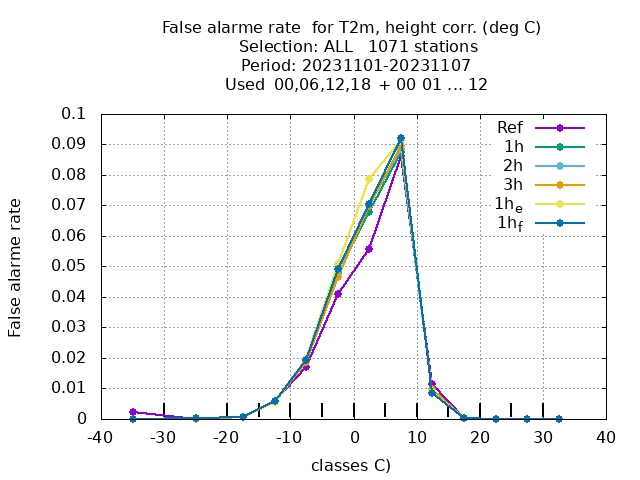 False alarme rate  for T2m, height corr. (deg C)
Selection: ALL   1071 stations
Period: 20231101-20231107
Used  00,06,12,18 + 00 01 ... 12
False alarme rate
0.1
0.09
0.08
0.07
0.06
0.05
0.04
0.03
0.02
0.01
0
Ref
1h
2h
3h
1he
1hf
-40 -30 -20 -10 0 10 20 30 40
classes C)